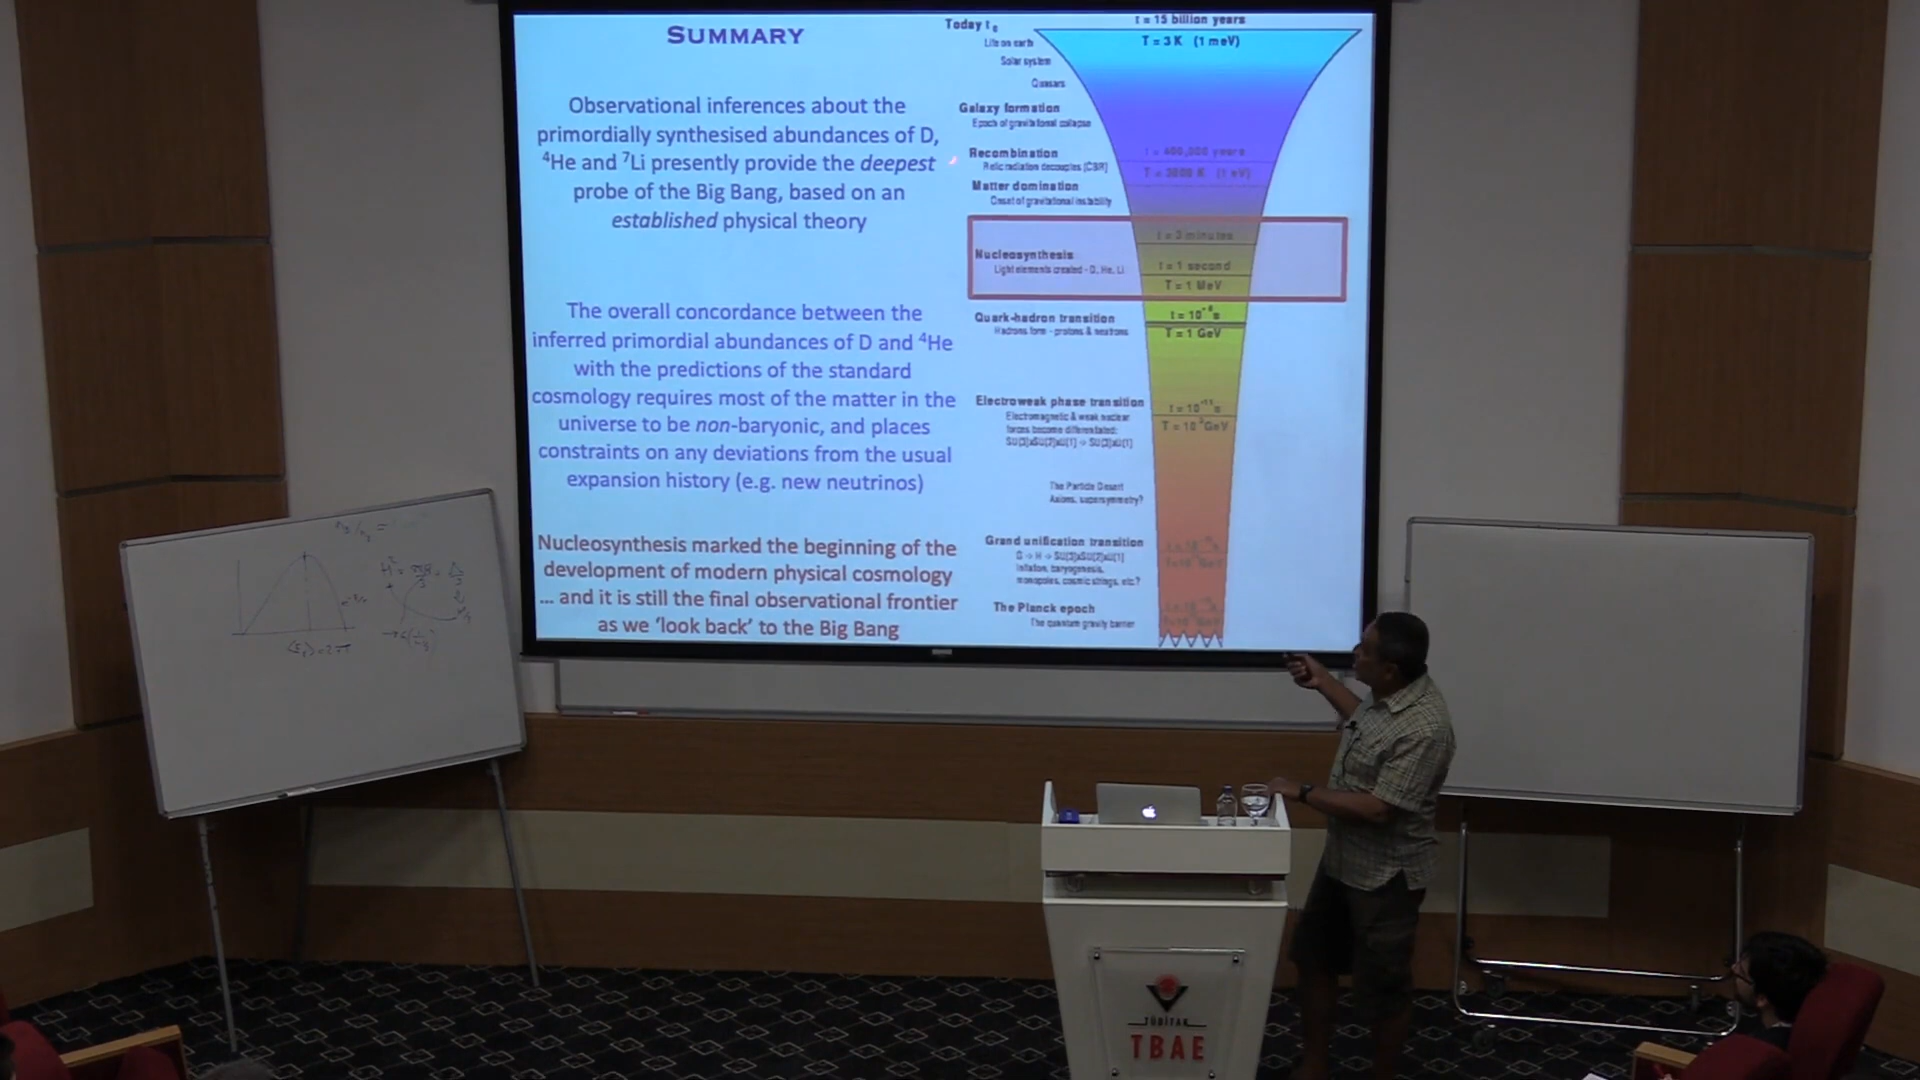 SUMMARY
Observational inferences about the
primordially synthesised abundances of D,
⁴He and ⁷Li presently provide the deepest
probe of the Big Bang, based on an
established physical theory
The overall concordance between the
inferred primordial abundances of D and ⁴He
with the predictions of the standard
cosmology requires most of the matter in the
universe to be non-baryonic, and places
constraints on any deviations from the usual
expansion history (e.g. new neutrinos)
Nucleosynthesis marked the beginning of the
development of modern physical cosmology
... and it is still the final observational frontier
as we ‘look back’ to the Big Bang
Today t₀
t = 15 billion years
Life on earth
T = 3 K (1 meV)
Solar system
Quasars
Galaxy formation
Epoch of gravitational collapse
Recombination
Relic radiation decouples (CBR)
t = 400,000 years
T = 3000 K (1 eV)
Matter domination
Onset of gravitational instability
Nucleosynthesis
Light elements created - D, He, Li
t = 3 minutes
t = 1 second
T = 1 MeV
Quark-hadron transition
Hadrons form - protons & neutrons
t = 10⁻⁶ s
T = 1 GeV
Electroweak phase transition
Electromagnetic & weak nuclear
forces become differentiated:
SU(3)xSU(2)xU(1) -> SU(3)xU(1)
t = 10⁻¹¹ s
T = 10³ GeV
The Particle Desert
Axions, supersymmetry?
Grand unification transition
G -> H -> SU(3)xSU(2)xU(1)
Inflation, baryogenesis,
monopoles, cosmic strings, etc.?
The Planck epoch
The quantum gravity barrier
TÜBİTAK
TBAE